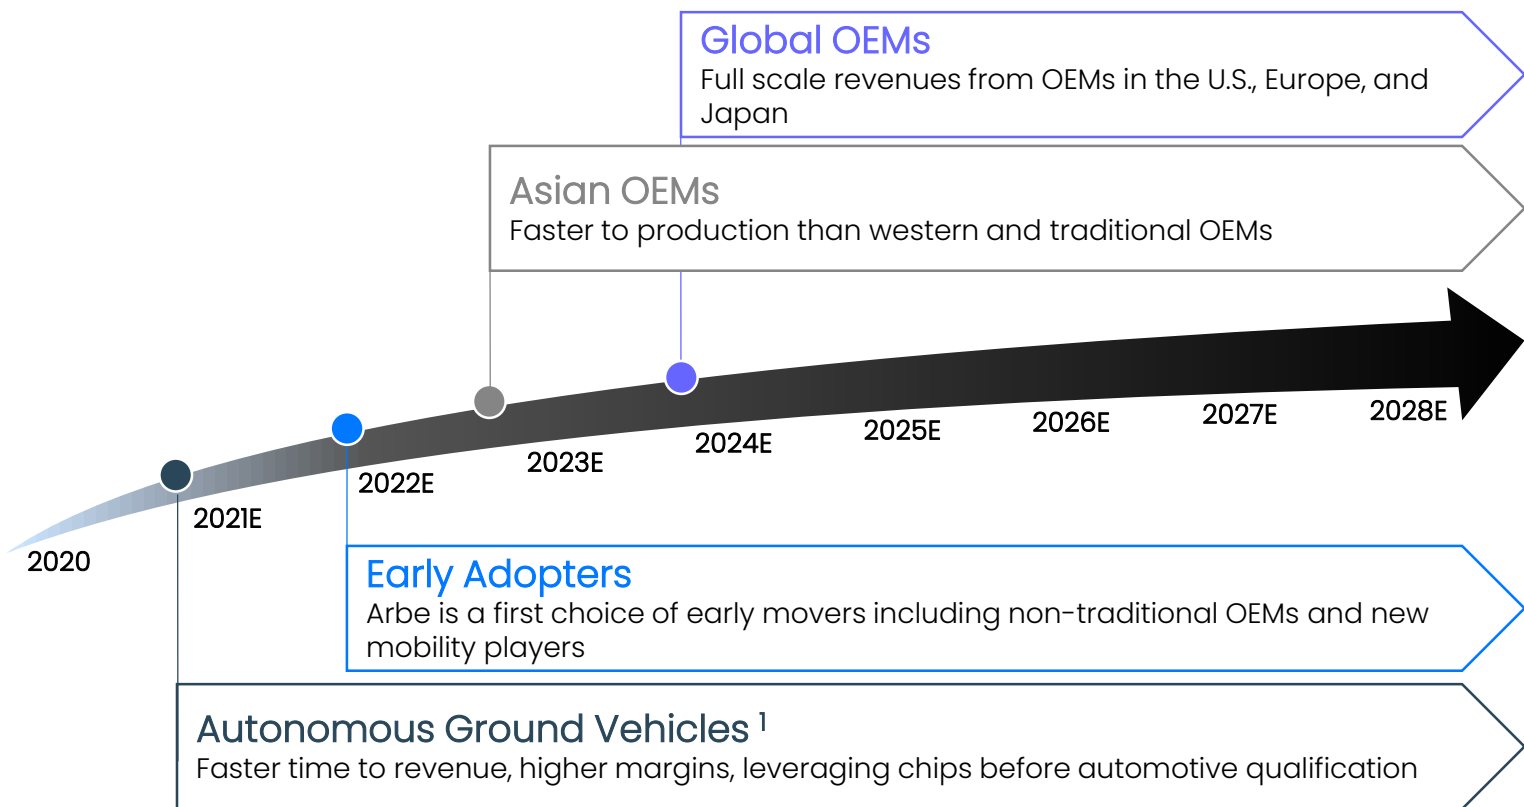 Global OEMs
Full scale revenues from OEMs in the U.S., Europe, and
Japan
Asian OEMs
Faster to production than western and traditional OEMs
2020
2021E
2022E
2023E
2024E
2025E
2026E
2027E
2028E
Early Adopters
Arbe is a first choice of early movers including non-traditional OEMs and new
mobility players
Autonomous Ground Vehicles ¹
Faster time to revenue, higher margins, leveraging chips before automotive qualification